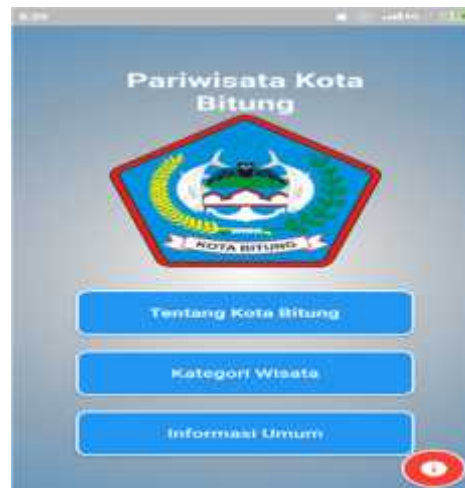 Pariwisata Kota
Bitung
KOTA BITUNG
Tentang Kota Bitung
Kategori Wisata
Informasi Umum